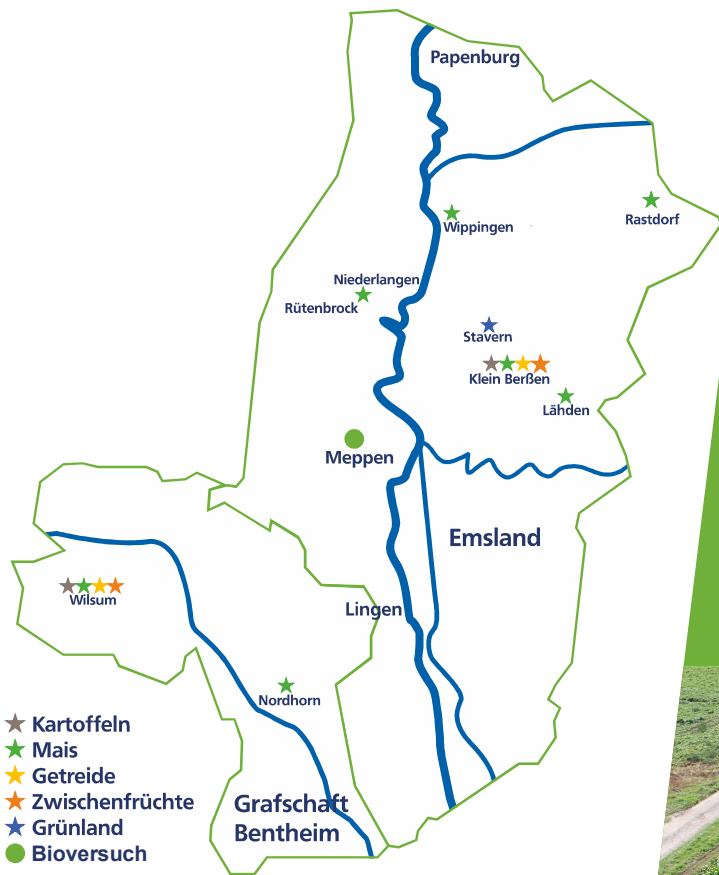 Papenburg
Wippingen
Rastdorf
Niederlangen
Rütenbrock
Stavern
Klein Berßen
Lähden
Meppen
Emsland
Wilsum
Lingen
Nordhorn
Kartoffeln
Mais
Getreide
Zwischenfrüchte
Grünland
Bioversuch
Grafschaft
Bentheim